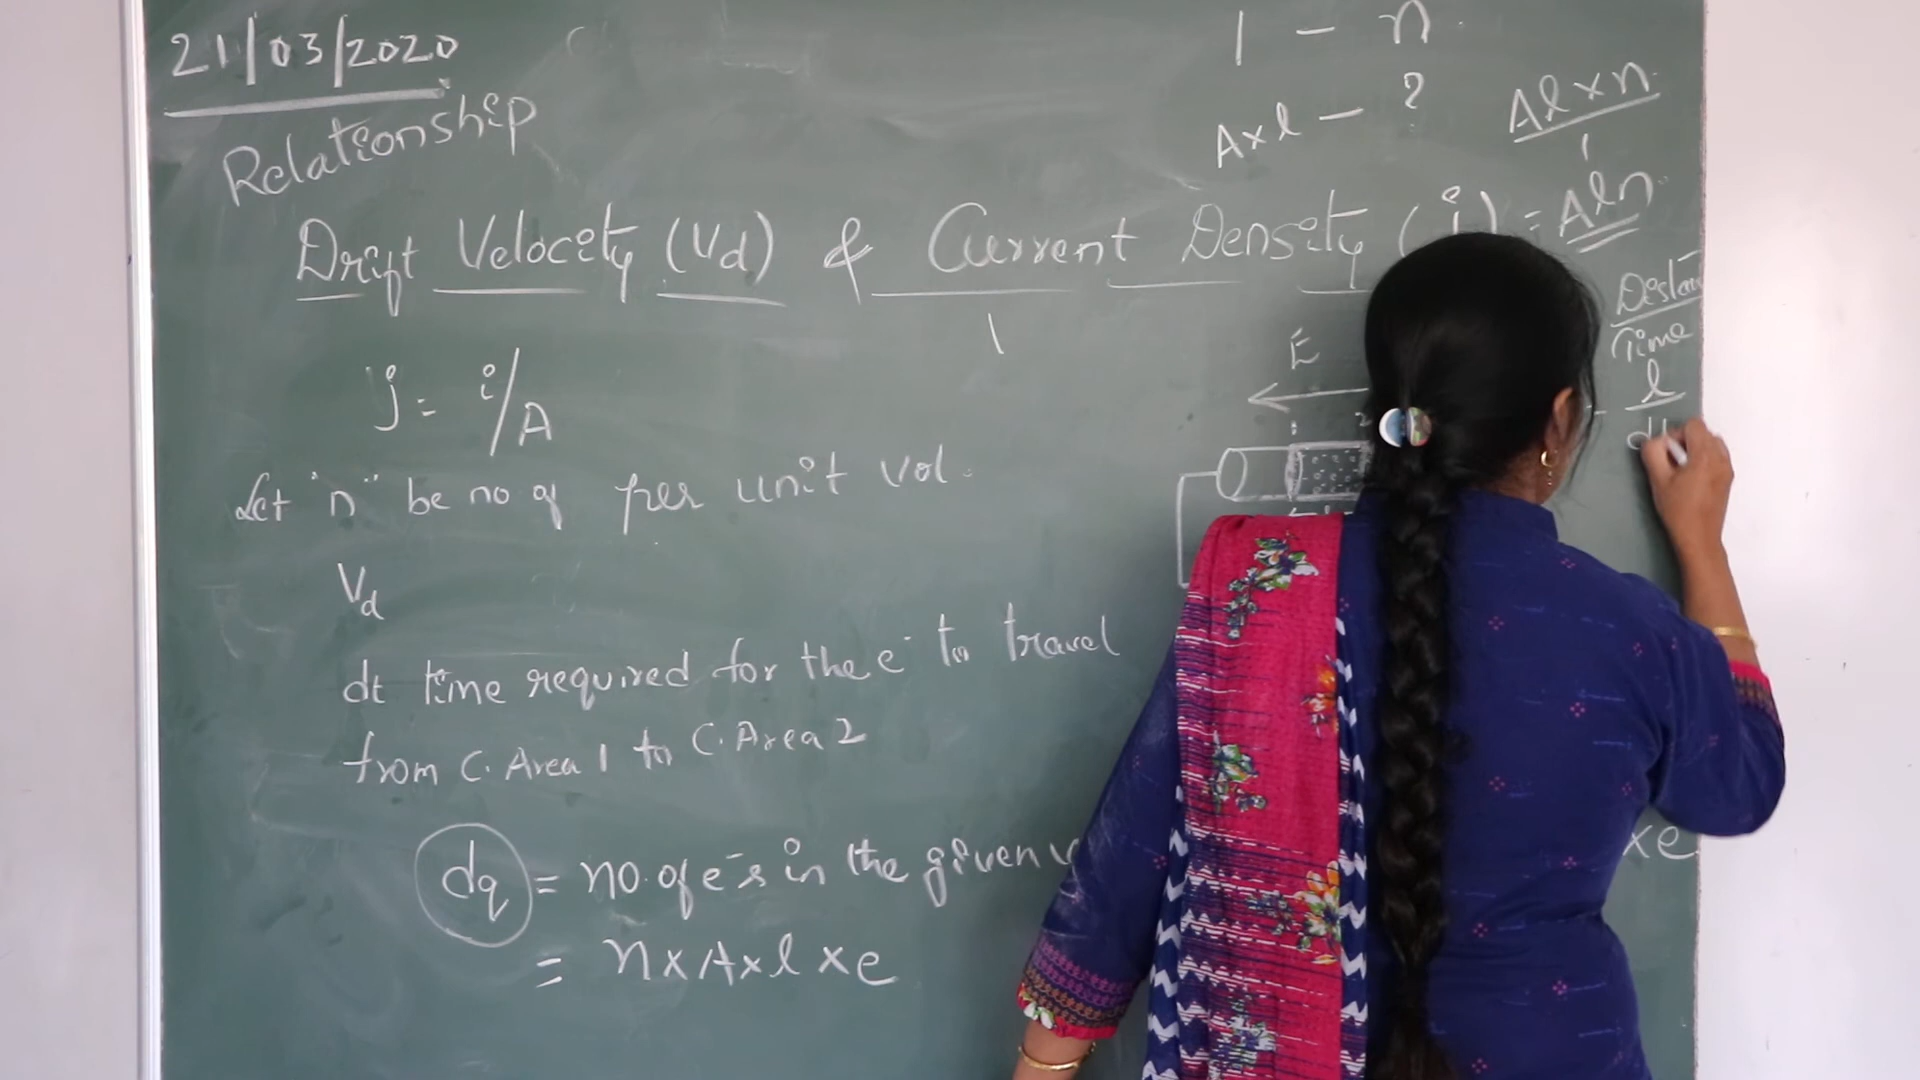 21/03/2020
Relationship
Drift Velocity (Vd) & Current Density (j)
j = i/A
Let "n" be no of per unit vol.
Vd
dt time required for the e⁻ to travel
from C. Area 1 to C. Area 2
dq = no. of e⁻s in the given
= n x A x l x e
1 - n
A x l - ?
Al x n
1
= Aln
E
1
2
Time
l
xe